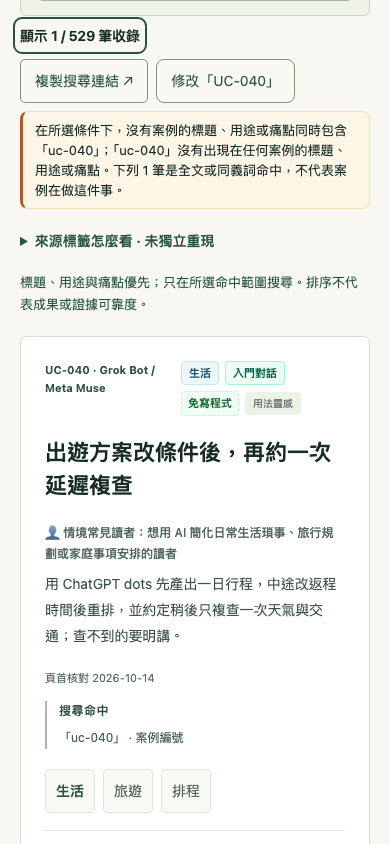 顯示 1 / 529 筆收錄
複製搜尋連結 ↗
修改「UC-040」
在所選條件下，沒有案例的標題、用途或痛點同時包含
「uc-040」；「uc-040」沒有出現在任何案例的標題、
用途或痛點。下列 1 筆是全文或同義詞命中，不代表案
例在做這件事。
▶ 來源標籤怎麼看 · 未獨立重現
標題、用途與痛點優先；只在所選命中範圍搜尋。排序不代
表成果或證據可靠度。
UC-040 · Grok Bot /
Meta Muse
生活
入門對話
免寫程式
用法靈感
出遊方案改條件後，再約一次
延遲複查
👤 情境常見讀者：想用 AI 簡化日常生活瑣事、旅行規
劃或家庭事項安排的讀者
用 ChatGPT dots 先產出一日行程，中途改返程
時間後重排，並約定稍後只複查一次天氣與交
通；查不到的要明講。
頁首核對 2026-10-14
搜尋命中
「uc-040」 · 案例編號
生活
旅遊
排程